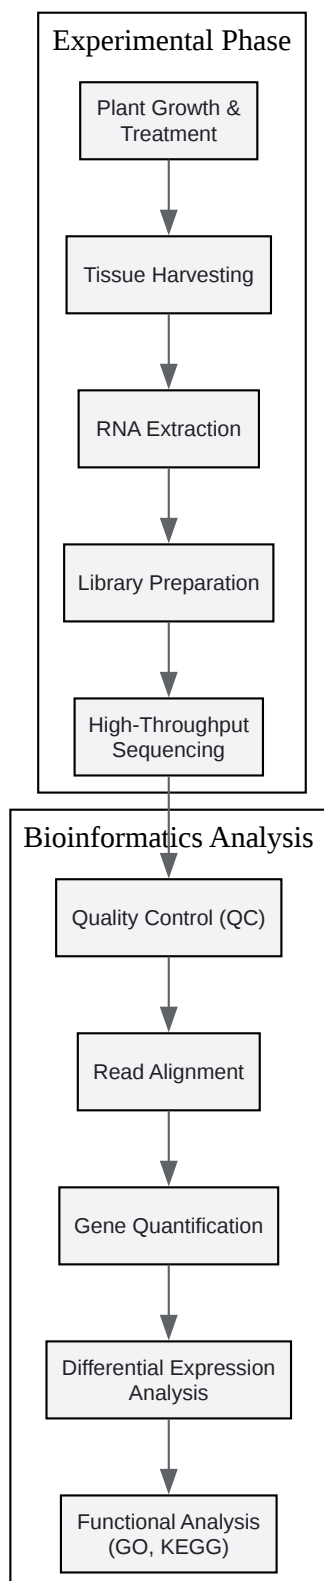 Experimental Phase
Plant Growth &
Treatment
Tissue Harvesting
RNA Extraction
Library Preparation
High-Throughput
Sequencing
Bioinformatics Analysis
Quality Control (QC)
Read Alignment
Gene Quantification
Differential Expression
Analysis
Functional Analysis
(GO, KEGG)